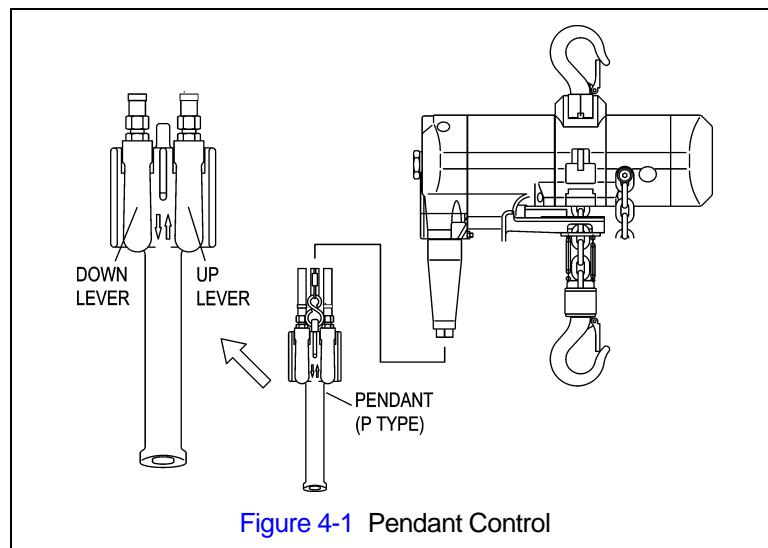 DOWN
LEVER
UP
LEVER
PENDANT
(P TYPE)
Figure 4-1 Pendant Control